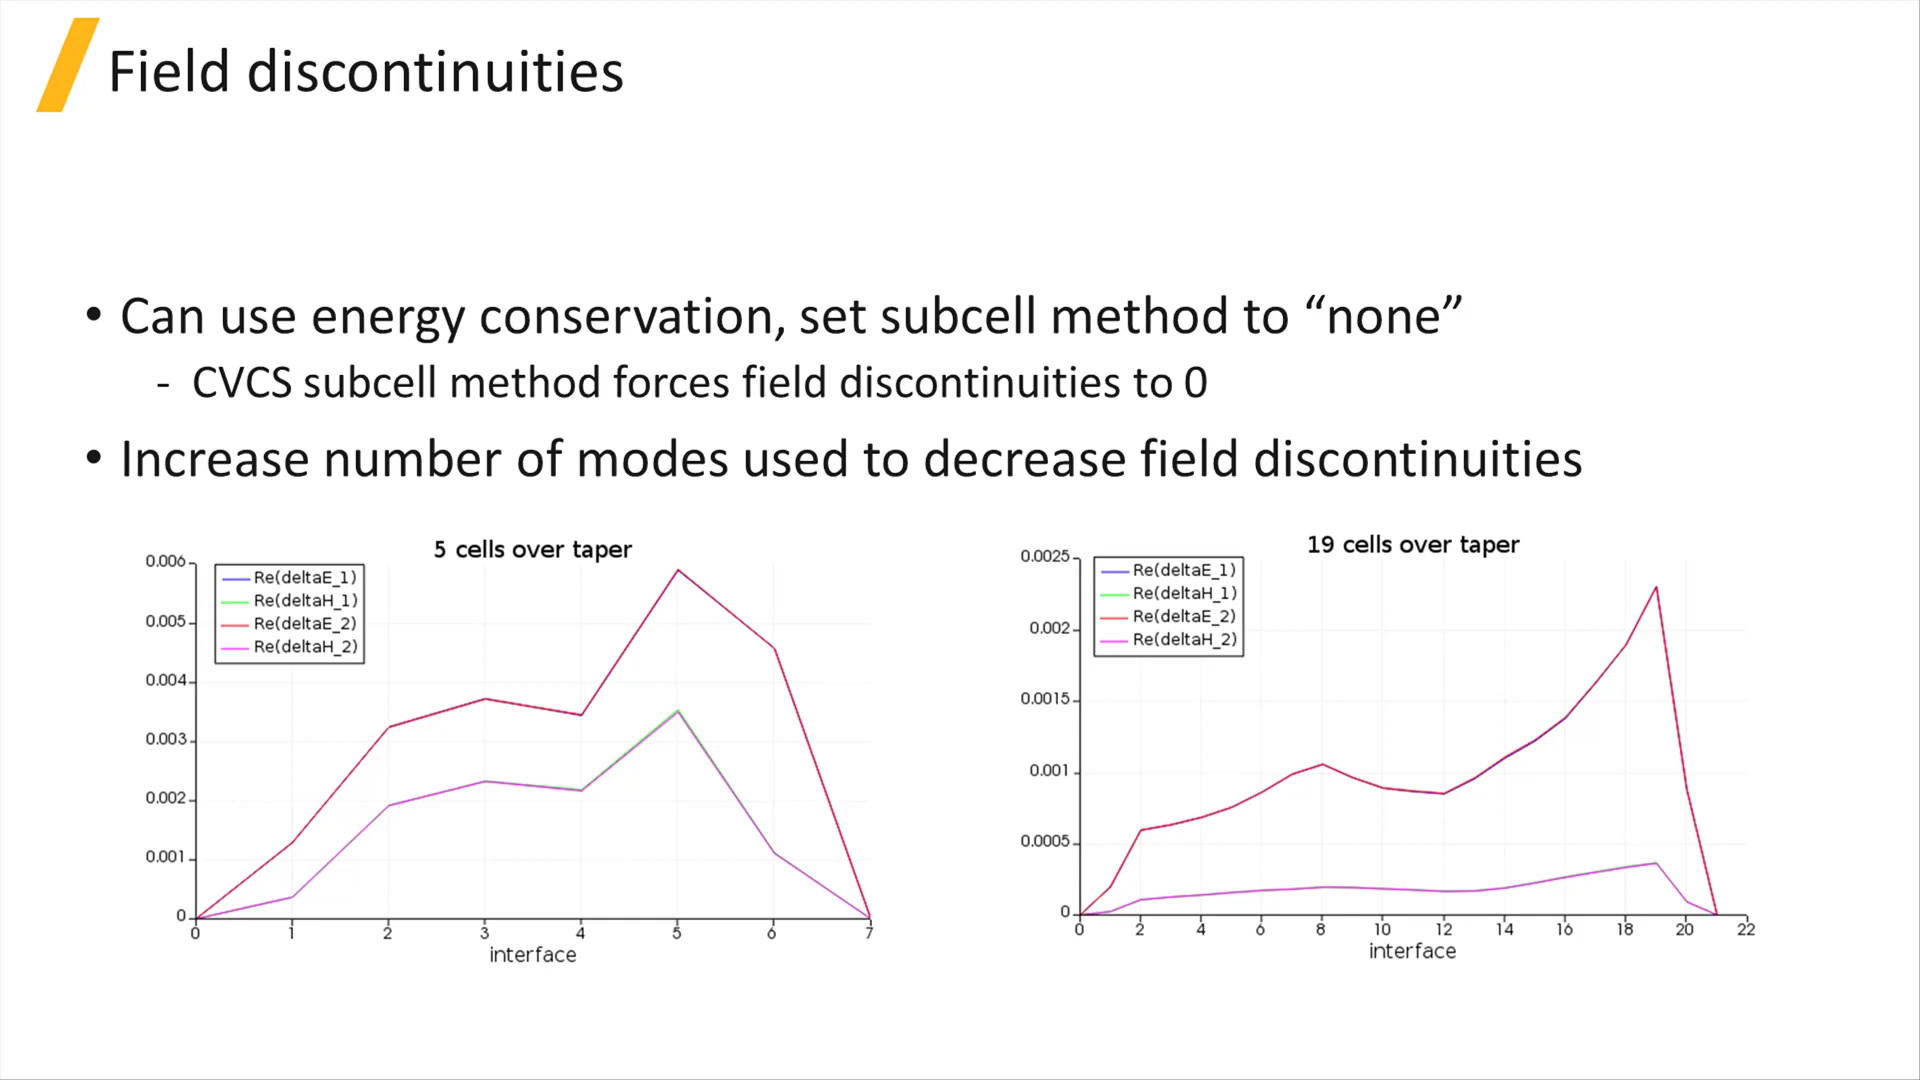 Field discontinuities
• Can use energy conservation, set subcell method to “none”
- CVCS subcell method forces field discontinuities to 0
• Increase number of modes used to decrease field discontinuities
5 cells over taper
0.006
0.005
0.004
0.003
0.002
0.001
0
Re(deltaE_1)
Re(deltaH_1)
Re(deltaE_2)
Re(deltaH_2)
0 1 2 3 4 5 6 7
interface
19 cells over taper
0.0025
0.002
0.0015
0.001
0.0005
0
Re(deltaE_1)
Re(deltaH_1)
Re(deltaE_2)
Re(deltaH_2)
0 2 4 6 8 10 12 14 16 18 20 22
interface